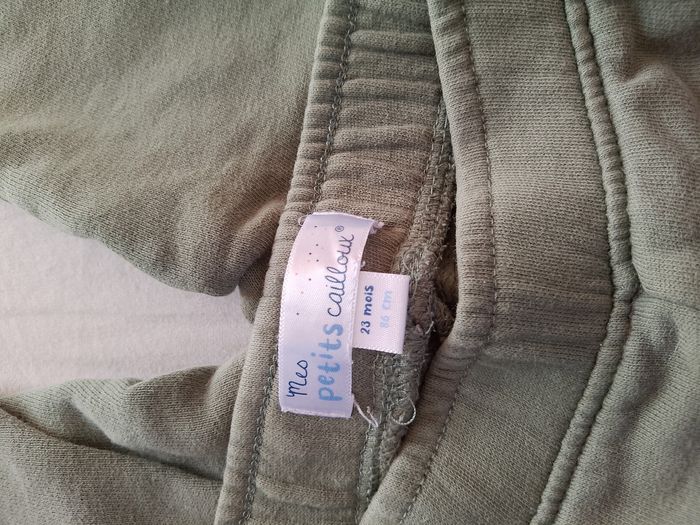 Mes
petits
cailloux®
23 mois
86 cm